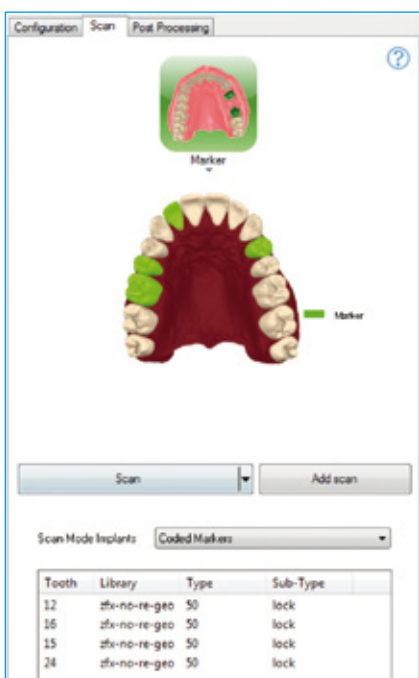 Configuration Scan Post Processing
?
Marker
Marker
Scan Add scan
Scan Mode Implants Coded Markers
Tooth Library Type Sub-Type
12 zfx-no-re-geo 50 lock
16 zfx-no-re-geo 50 lock
15 zfx-no-re-geo 50 lock
24 zfx-no-re-geo 50 lock